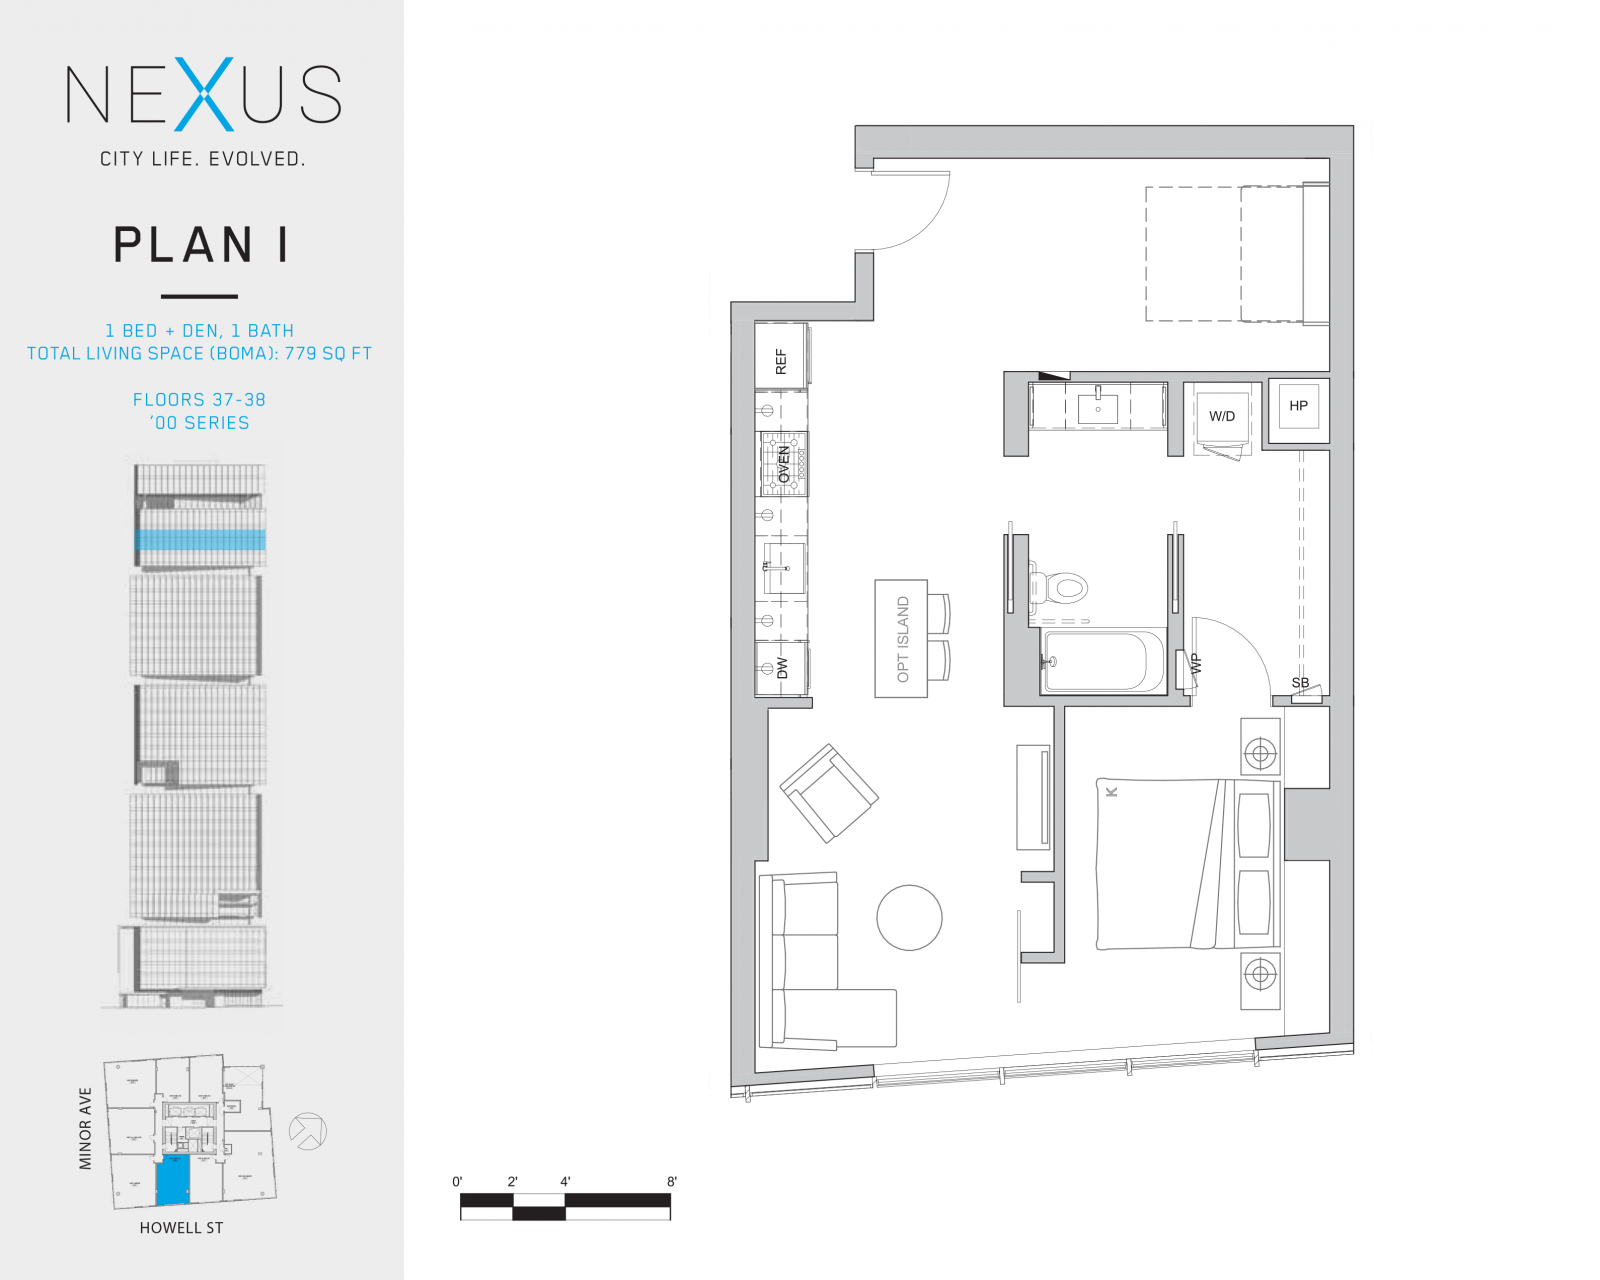 NEXUS
CITY LIFE. EVOLVED.
PLAN I
1 BED + DEN, 1 BATH
TOTAL LIVING SPACE (BOMA): 779 SQ FT
FLOORS 37-38
'00 SERIES
MINOR AVE
HOWELL ST
REF
OVEN
DW
OPT ISLAND
W/D
HP
WP
SB
K
0' 2' 4' 8'